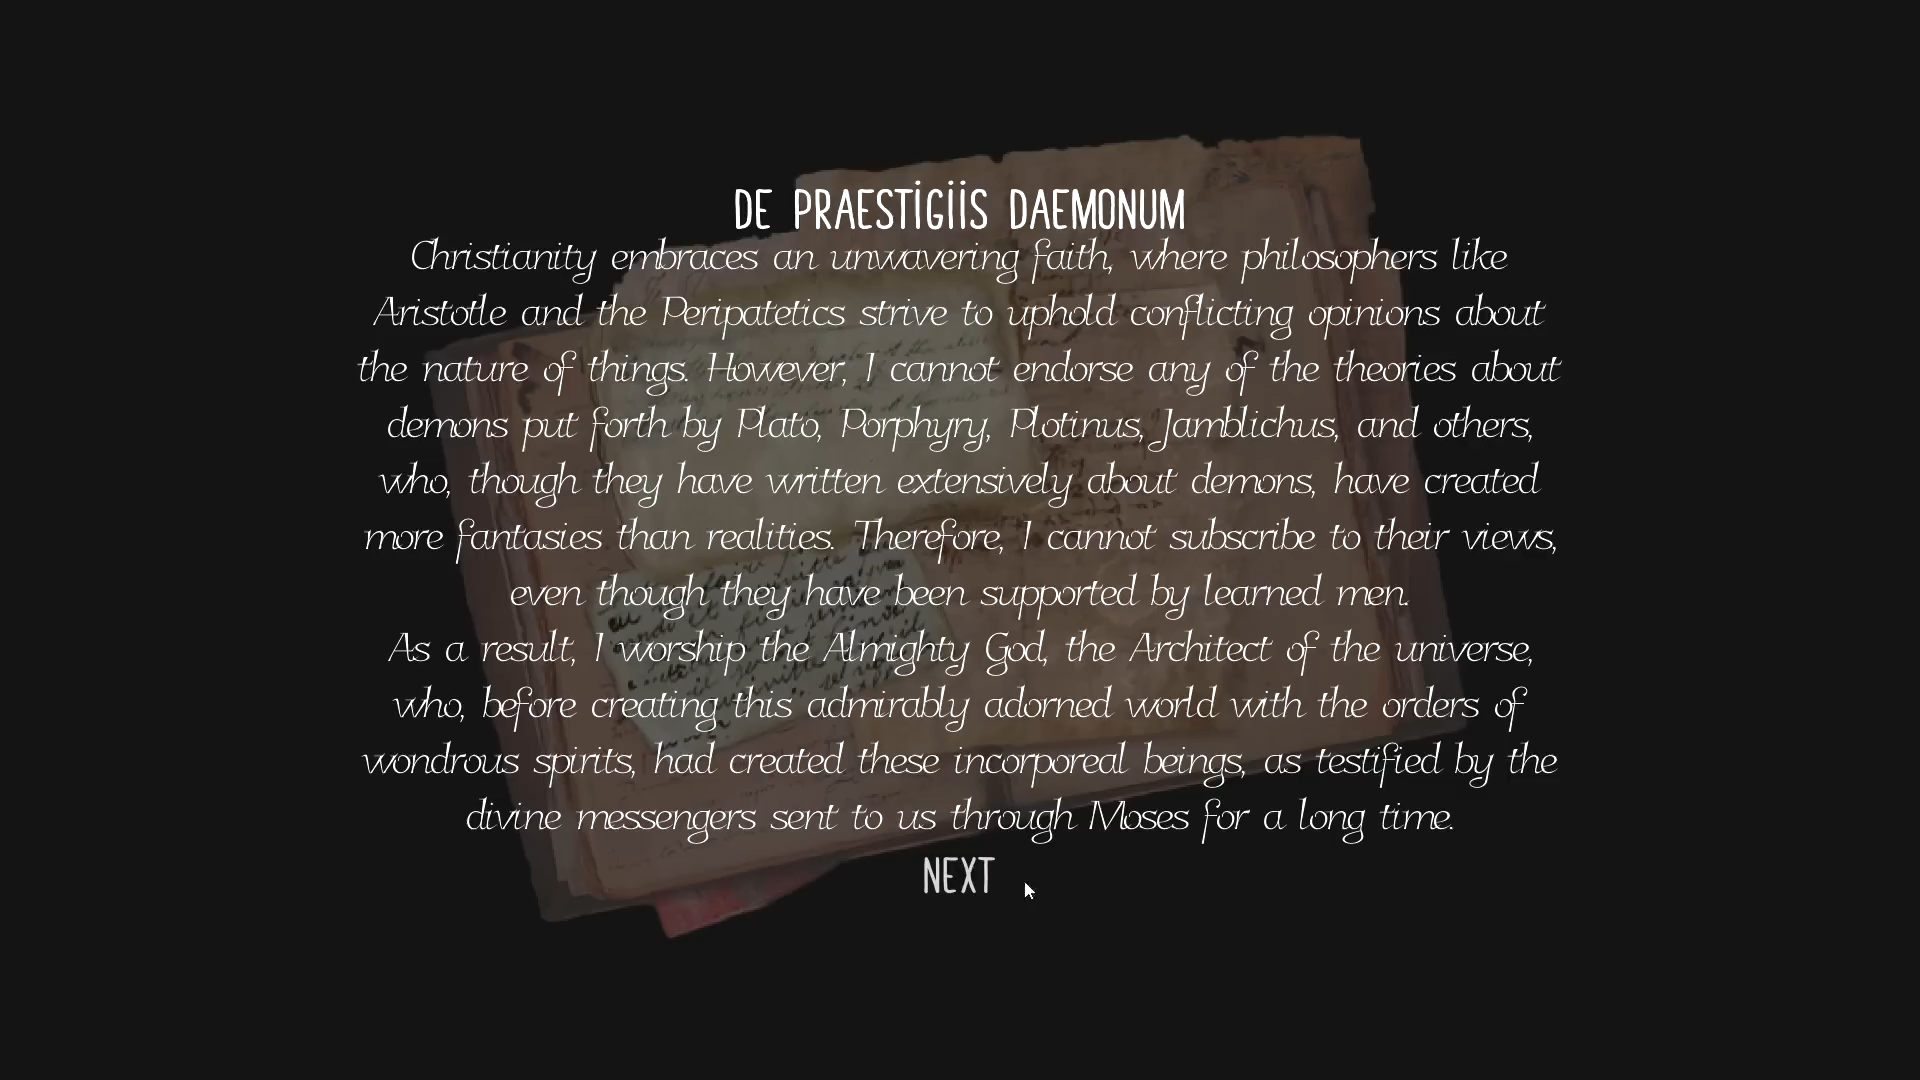 DE PRAESTIGIIS DAEMONUM
Christianity embraces an unwavering faith, where philosophers like
Aristotle and the Peripatetics strive to uphold conflicting opinions about
the nature of things. However, I cannot endorse any of the theories about
demons put forth by Plato, Porphyry, Plotinus, Jamblichus, and others,
who, though they have written extensively about demons, have created
more fantasies than realities. Therefore, I cannot subscribe to their views,
even though they have been supported by learned men.
As a result, I worship the Almighty God, the Architect of the universe,
who, before creating this admirably adorned world with the orders of
wondrous spirits, had created these incorporeal beings, as testified by the
divine messengers sent to us through Moses for a long time.
NEXT